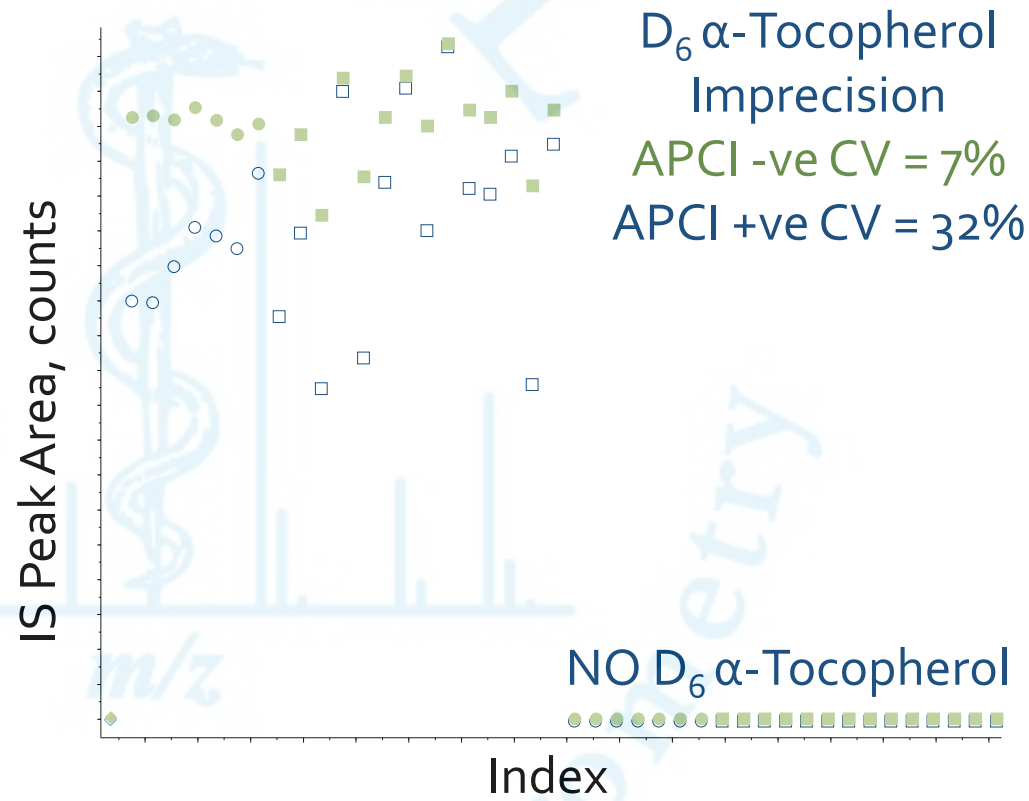 D₆ α-Tocopherol
Imprecision
APCI -ve CV = 7%
APCI +ve CV = 32%
IS Peak Area, counts
m/z
ometry
NO D₆ α-Tocopherol
Index